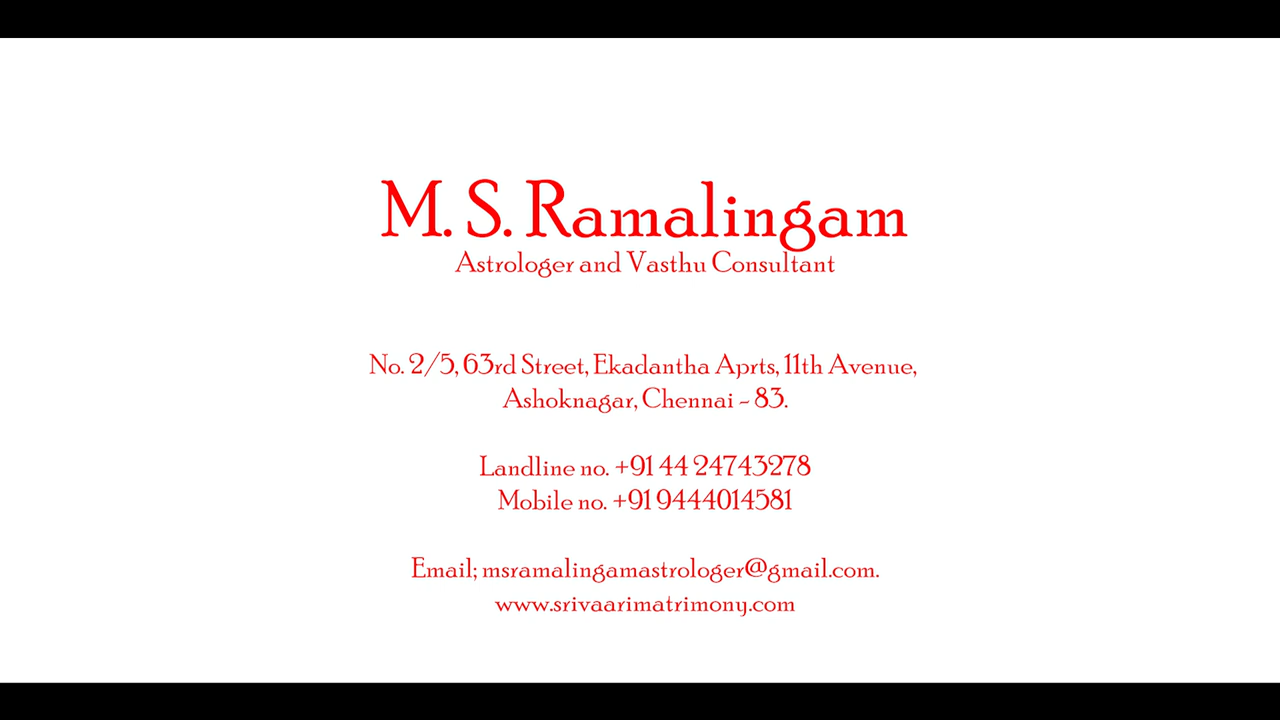 M. S. Ramalingam
Astrologer and Vasthu Consultant
No. 2/5, 63rd Street, Ekadantha Aprts, 11th Avenue,
Ashoknagar, Chennai - 83.
Landline no. +91 44 24743278
Mobile no. +91 9444014581
Email; msramalingamastrologer@gmail.com.
www.srivaarimatrimony.com